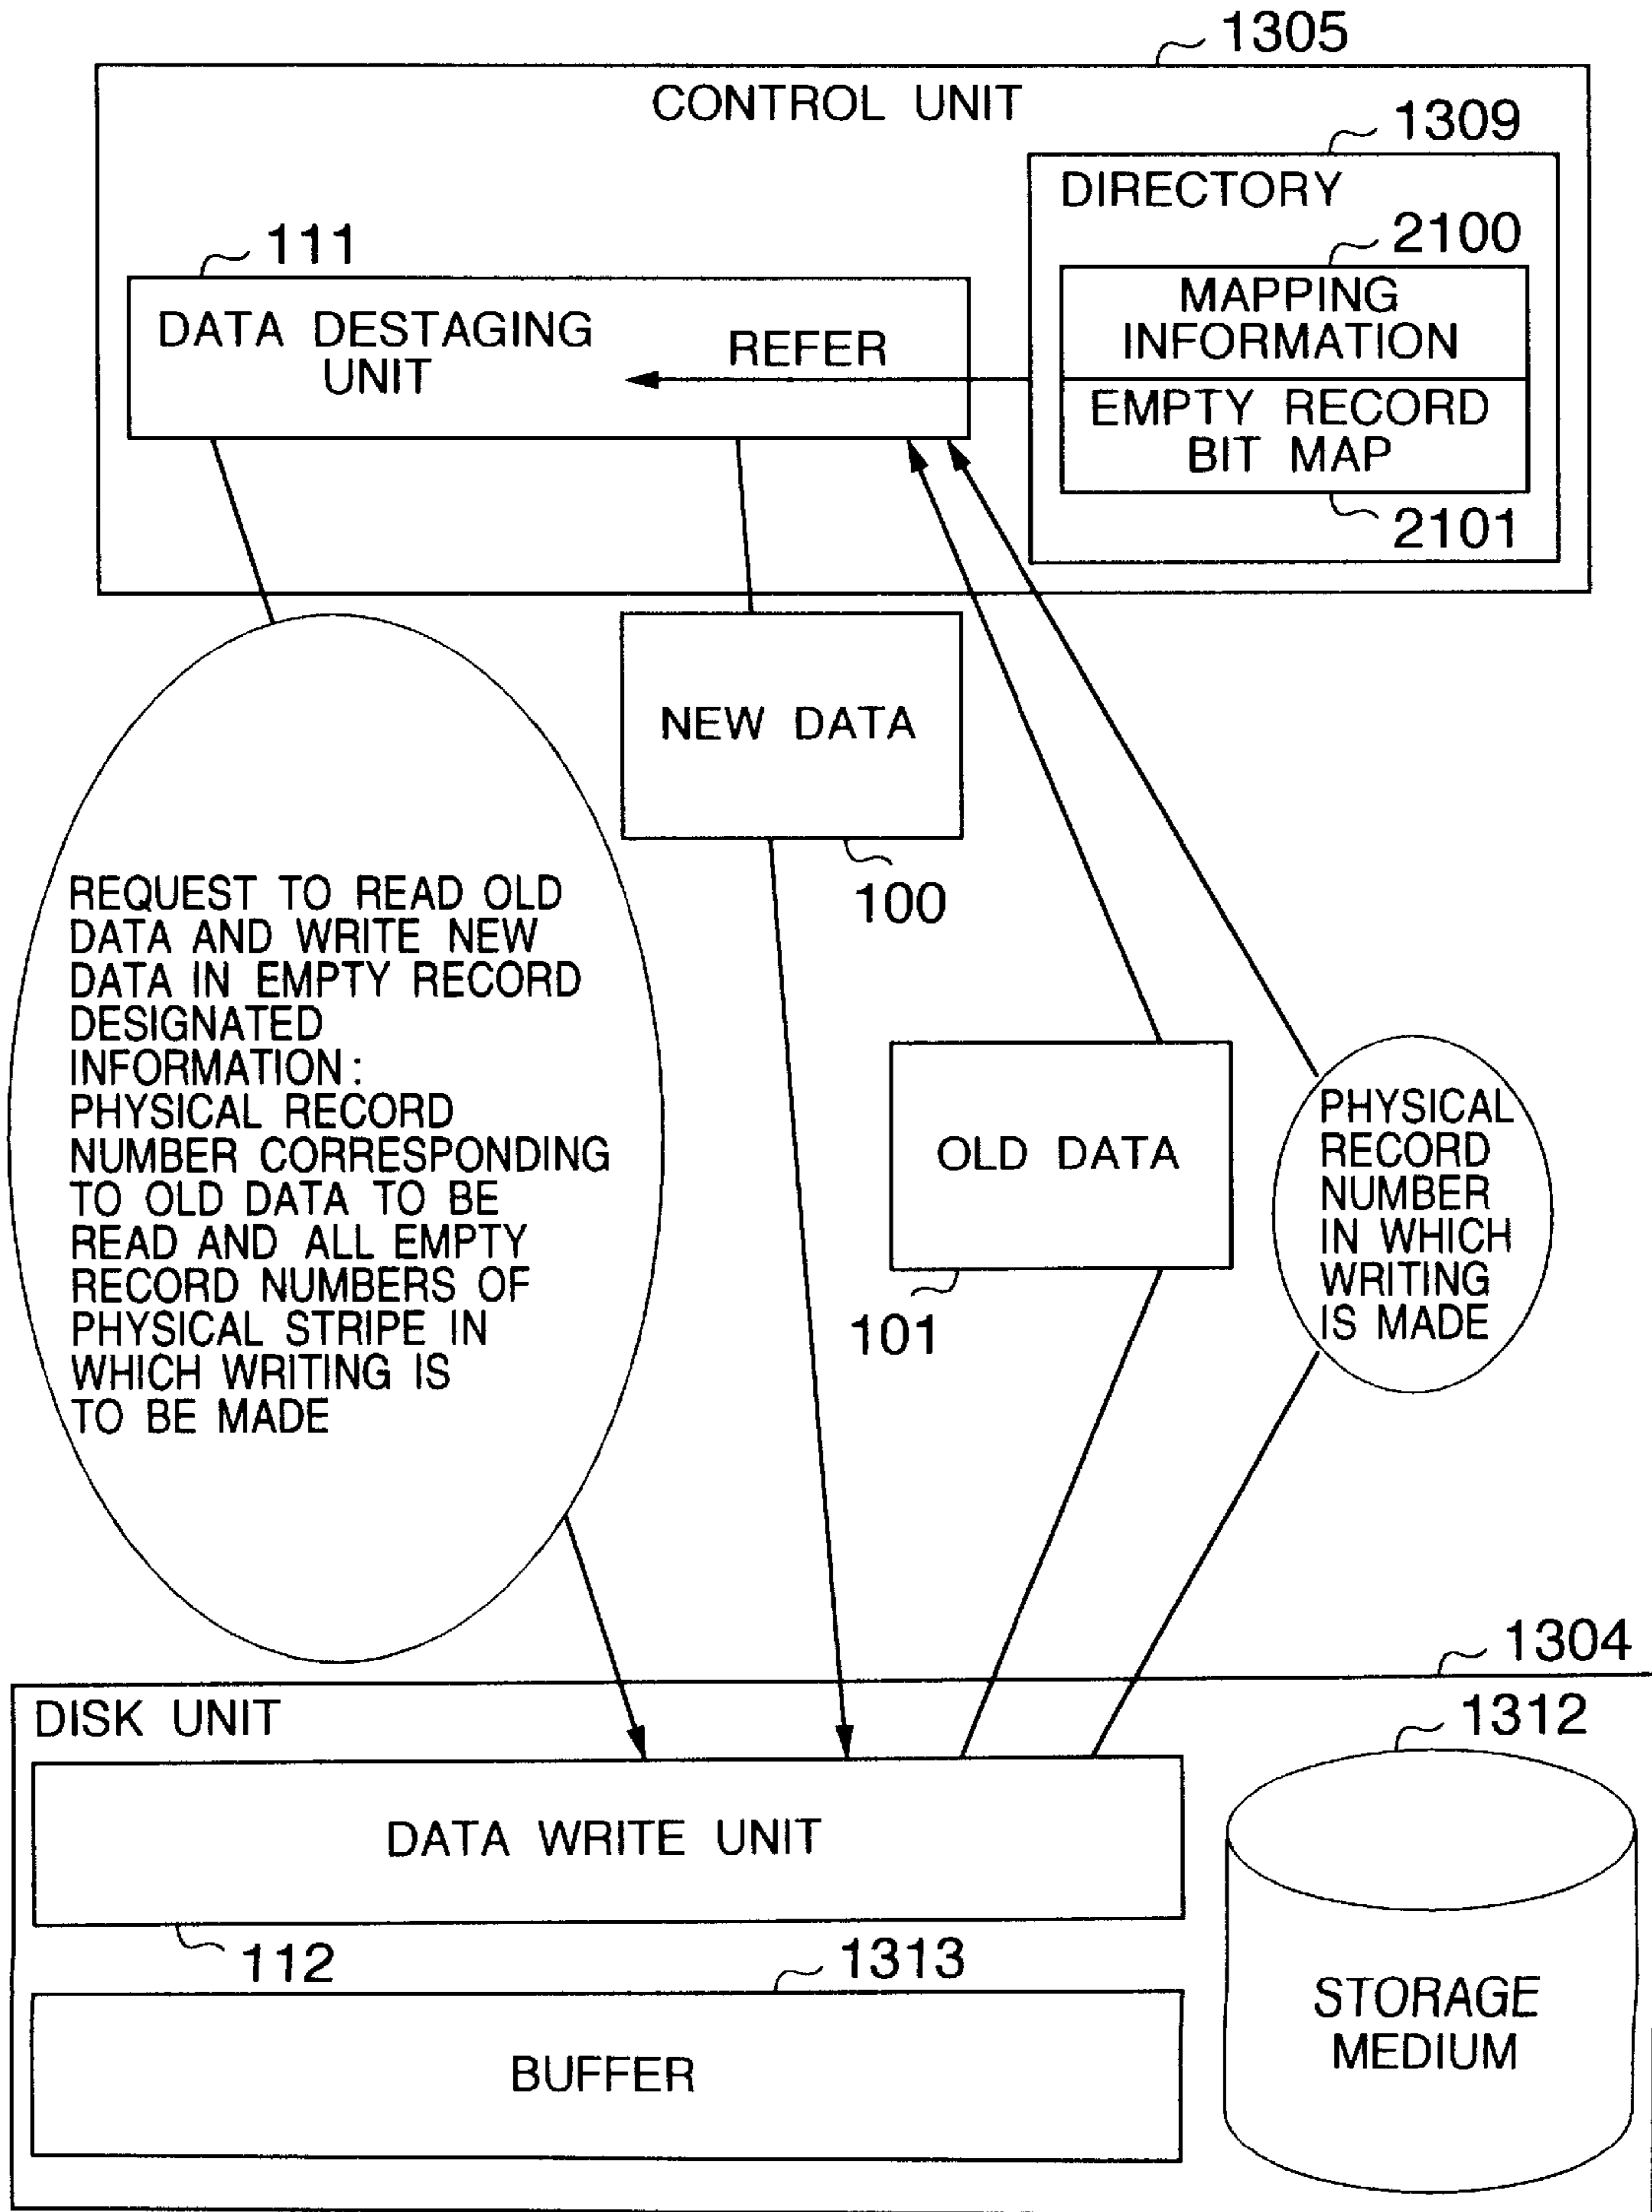 1305
CONTROL UNIT
1309
DIRECTORY
2100
MAPPING
INFORMATION
EMPTY RECORD
BIT MAP
2101
111
DATA DESTAGING
UNIT
REFER
NEW DATA
100
REQUEST TO READ OLD
DATA AND WRITE NEW
DATA IN EMPTY RECORD
DESIGNATED
INFORMATION:
PHYSICAL RECORD
NUMBER CORRESPONDING
TO OLD DATA TO BE
READ AND ALL EMPTY
RECORD NUMBERS OF
PHYSICAL STRIPE IN
WHICH WRITING IS
TO BE MADE
OLD DATA
101
PHYSICAL
RECORD
NUMBER
IN WHICH
WRITING
IS MADE
1304
DISK UNIT
1312
DATA WRITE UNIT
112
1313
BUFFER
STORAGE
MEDIUM